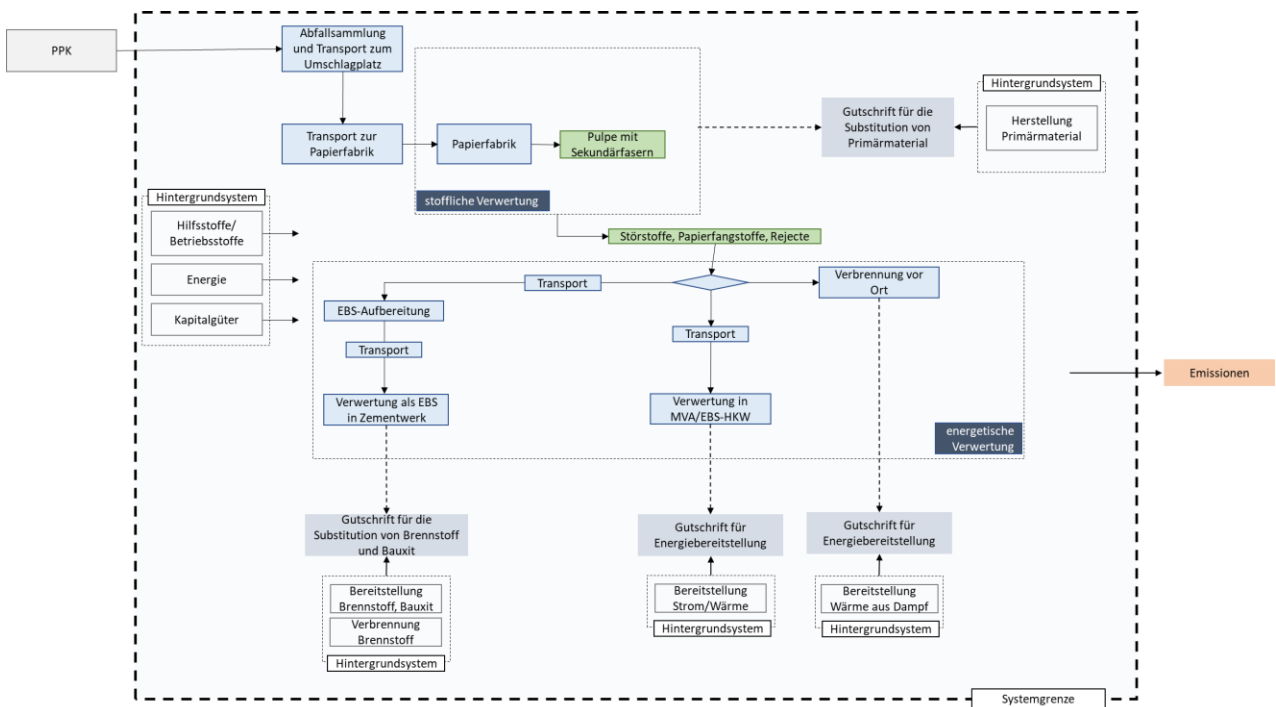 PPK
Abfallsammlung
und Transport zum
Umschlagplatz
Hintergrundsystem
Gutschrift für die
Substitution von
Primärmaterial
Herstellung
Primärmaterial
Transport zur
Papierfabrik
Papierfabrik
Pulpe mit
Sekundärfasern
stoffliche Verwertung
Hintergrundsystem
Hilfsstoffe/
Betriebsstoffe
Energie
Kapitalgüter
Störstoffe, Papierfangstoffe, Rejecte
Transport
Verbrennung vor
Ort
EBS-Aufbereitung
Transport
Transport
Verwertung als EBS
in Zementwerk
Verwertung in
MVA/EBS-HKW
energetische
Verwertung
Emissionen
Gutschrift für die
Substitution von Brennstoff
und Bauxit
Gutschrift für
Energiebereitstellung
Gutschrift für
Energiebereitstellung
Bereitstellung
Brennstoff, Bauxit
Verbrennung
Brennstoff
Hintergrundsystem
Bereitstellung
Strom/Wärme
Hintergrundsystem
Bereitstellung
Wärme aus Dampf
Hintergrundsystem
Systemgrenze